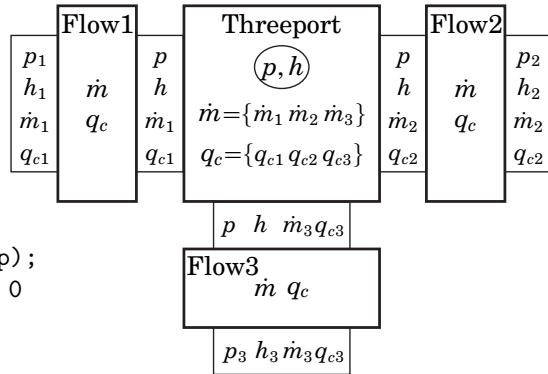 Flow1 Threeport Flow2
p₁ p p, h p p₂
h₁ ṁ h h ṁ h₂
ṁ₁ q_c ṁ₁ ṁ={ṁ₁ ṁ₂ ṁ₃} ṁ₂ q_c ṁ₂
q_c1 q_c1 q_c={q_c1 q_c2 q_c3} q_c2 q_c2
p h ṁ₃q_c3
p);
Flow3
0
ṁ q_c
p₃ h₃ ṁ₃q_c3